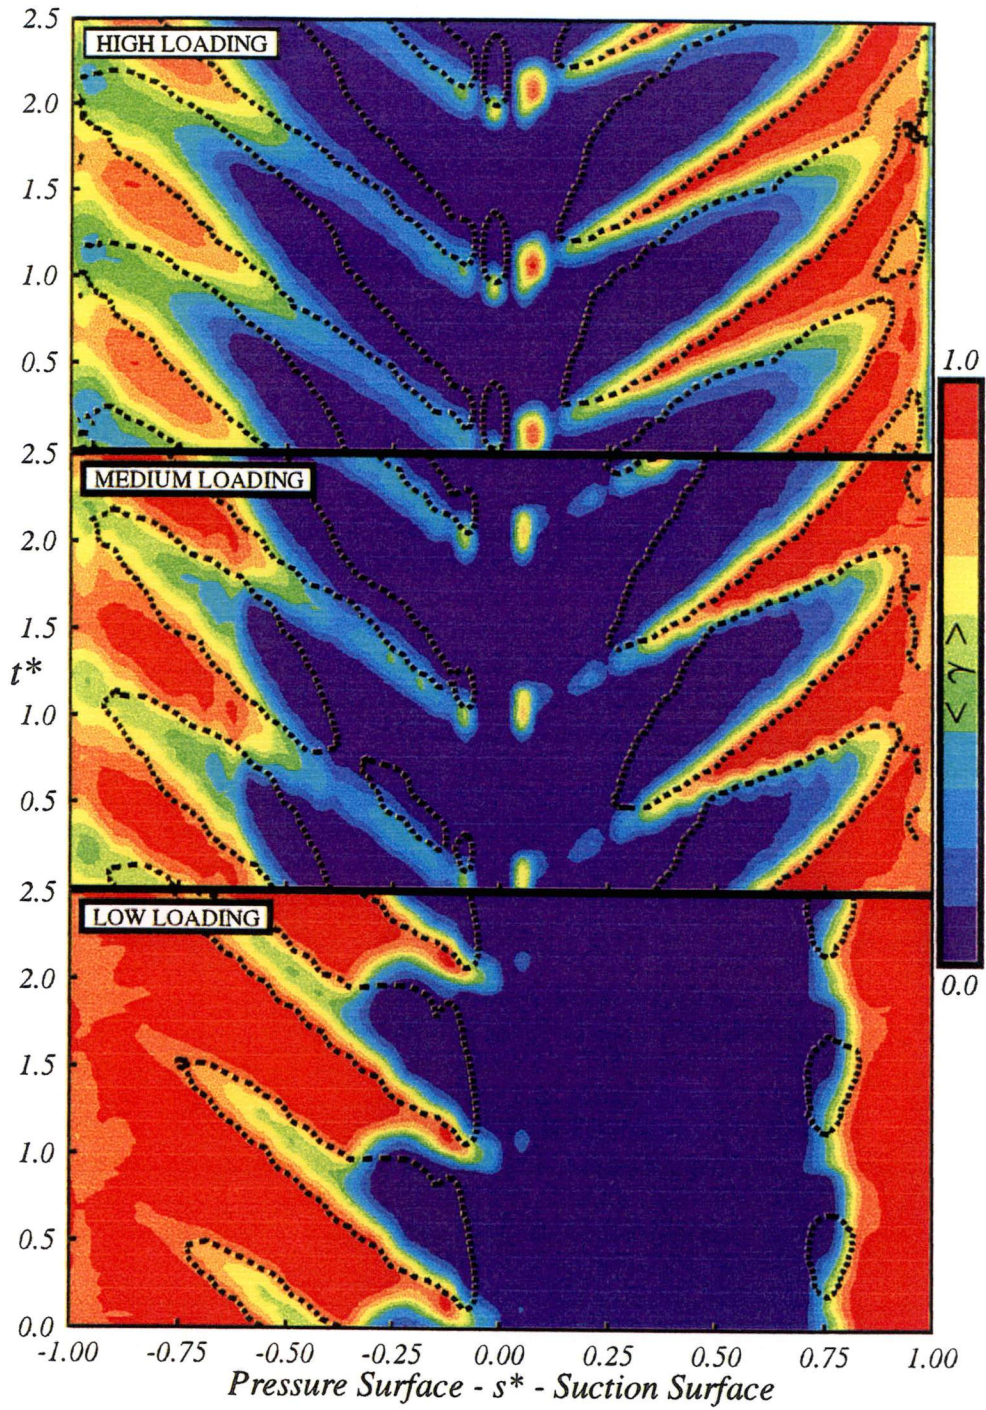 2.5
HIGH LOADING
2.0
1.5
1.0
0.5
1.0
2.5
MEDIUM LOADING
2.0
1.5
t*
< γ >
1.0
0.5
2.5
LOW LOADING
2.0
0.0
1.5
1.0
0.5
0.0
-1.00 -0.75 -0.50 -0.25 0.00 0.25 0.50 0.75 1.00
Pressure Surface - s* - Suction Surface